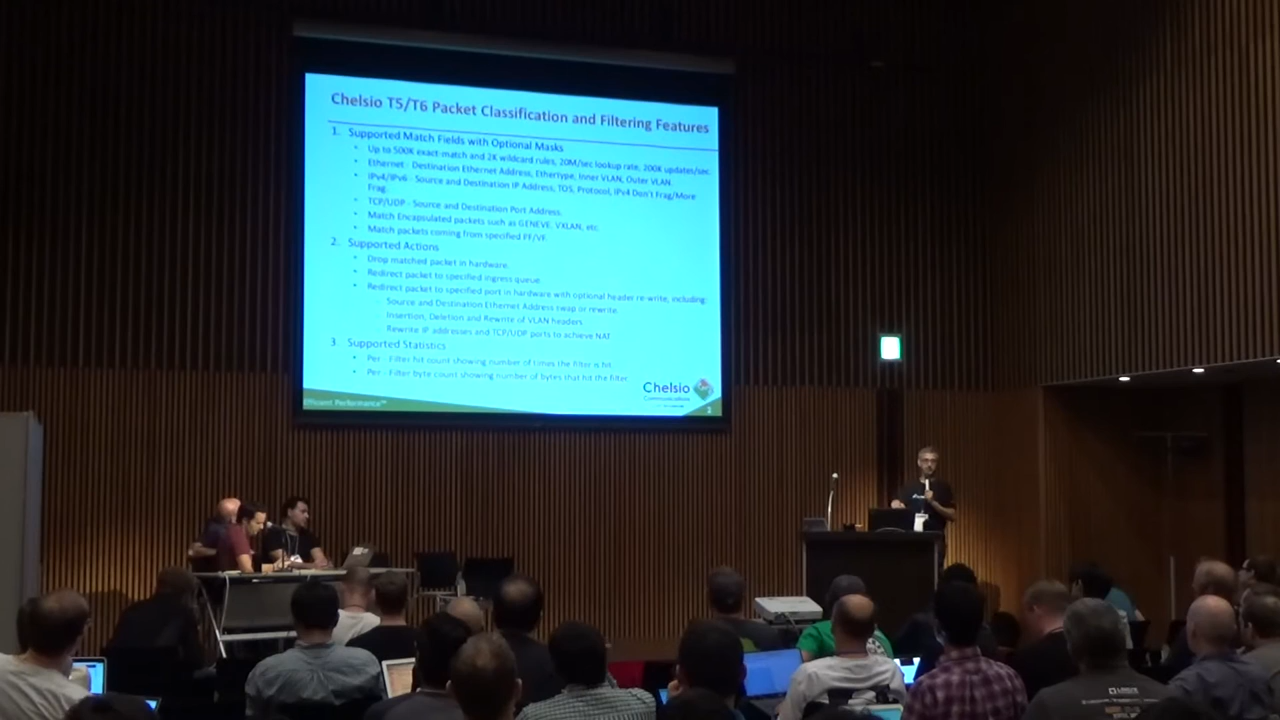 Chelsio T5/T6 Packet Classification and Filtering Features
1. Supported Match Fields with Optional Masks
• Up to 500K exact-match and 2K wildcard rules, 20M/sec lookup rate, 200K updates/sec.
• Ethernet - Destination Ethernet Address, Ethertype, Inner VLAN, Outer VLAN.
• IPv4/IPv6 - Source and Destination IP Address, TOS, Protocol, IPv4 Don't Frag/More
Frag.
• TCP/UDP - Source and Destination Port Address.
• Match Encapsulated packets such as GENEVE, VXLAN, etc.
• Match packets coming from specified PF/VF.
2. Supported Actions
• Drop matched packet in hardware.
• Redirect packet to specified ingress queue.
• Redirect packet to specified port in hardware with optional header re-write, including:
- Source and Destination Ethernet Address swap or rewrite.
- Insertion, Deletion and Rewrite of VLAN headers.
- Rewrite IP addresses and TCP/UDP ports to achieve NAT.
3. Supported Statistics
• Per - Filter hit count showing number of times the filter is hit.
• Per - Filter byte count showing number of bytes that hit the filter.
Chelsio
Communications
Efficient Performance™
2